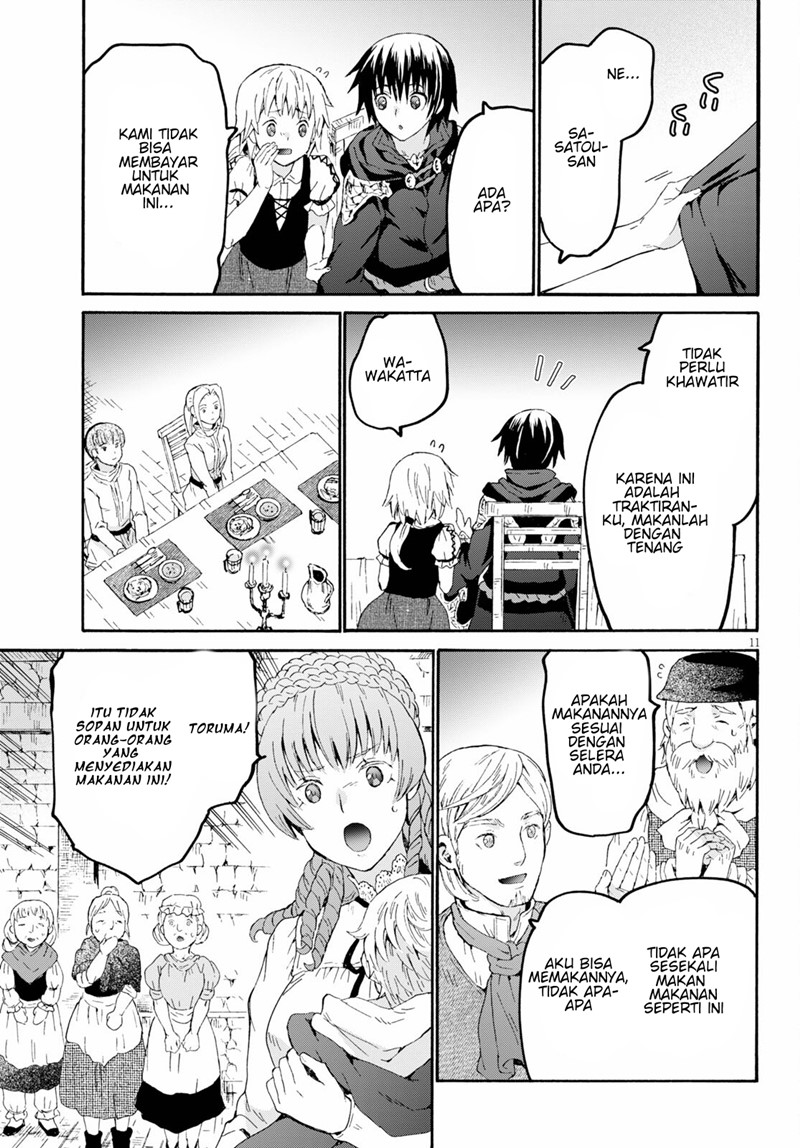 NE...
SA-
SATOU-
SAN
ADA
APA?
KAMI TIDAK
BISA
MEMBAYAR
UNTUK
MAKANAN
INI...
TIDAK
PERLU
KHAWATIR
KARENA INI
ADALAH
TRAKTIRAN-
KU, MAKANLAH
DENGAN
TENANG
WA-
WAKATTA
11
APAKAH
MAKANANNYA
SESUAI
DENGAN
SELERA
ANDA...
TIDAK APA
SESEKALI
MAKAN
MAKANAN
SEPERTI INI
AKU BISA
MEMAKANNYA,
TIDAK APA-
APA
TORUMA!
ITU TIDAK
SOPAN UNTUK
ORANG-ORANG
YANG
MENYEDIAKAN
MAKANAN INI!